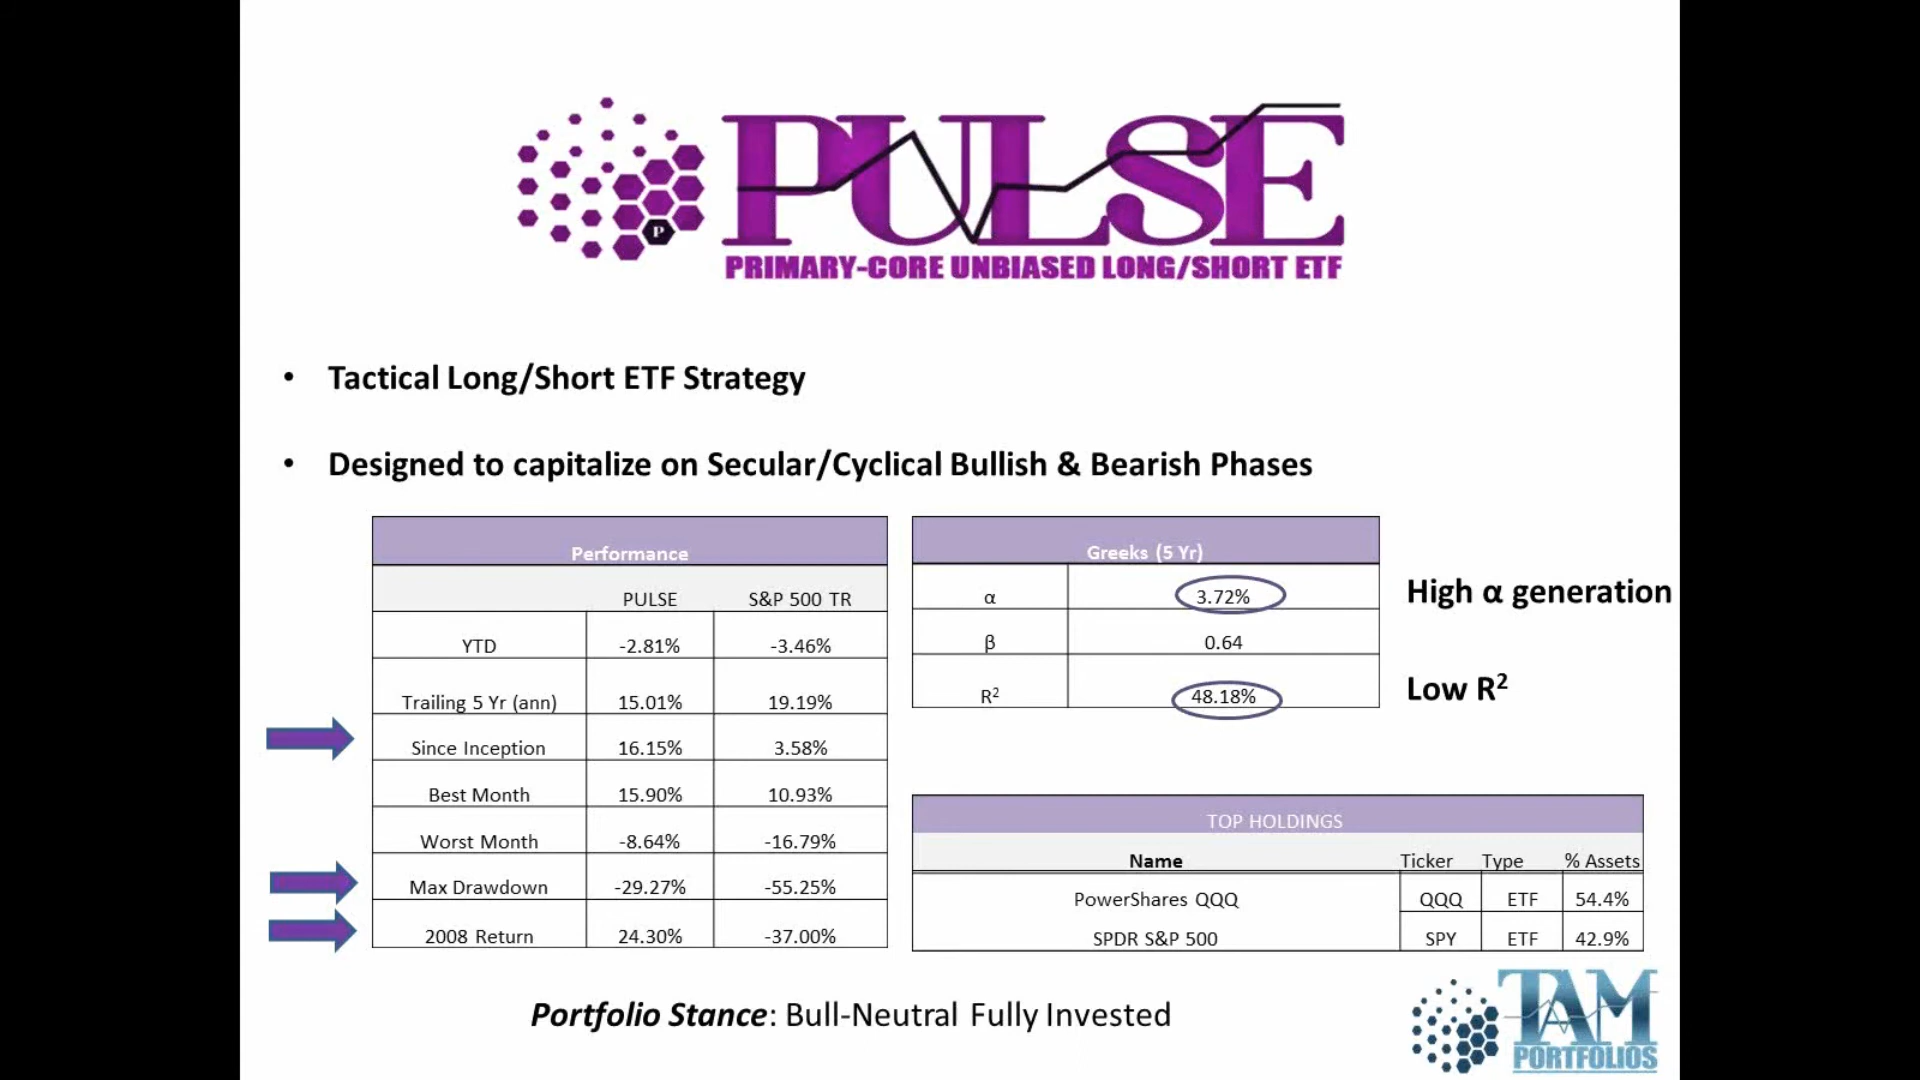 PULSE
P
PRIMARY-CORE UNBIASED LONG/SHORT ETF
• Tactical Long/Short ETF Strategy
• Designed to capitalize on Secular/Cyclical Bullish & Bearish Phases
Performance
PULSE S&P 500 TR
YTD -2.81% -3.46%
Trailing 5 Yr (ann) 15.01% 19.19%
Since Inception 16.15% 3.58%
Best Month 15.90% 10.93%
Worst Month -8.64% -16.79%
Max Drawdown -29.27% -55.25%
2008 Return 24.30% -37.00%
Greeks (5 Yr)
α 3.72%
β 0.64
R² 48.18%
High α generation
Low R²
TOP HOLDINGS
Name Ticker Type % Assets
PowerShares QQQ QQQ ETF 54.4%
SPDR S&P 500 SPY ETF 42.9%
Portfolio Stance: Bull-Neutral Fully Invested
TAM
PORTFOLIOS